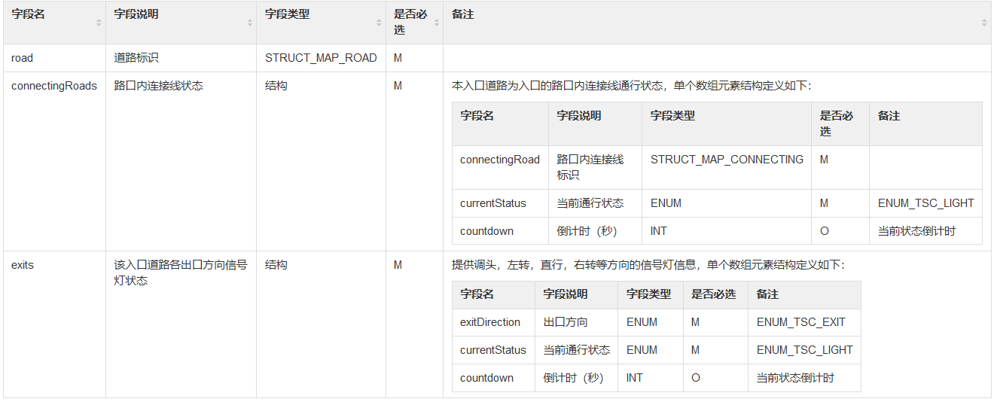 字段名 字段说明 字段类型 是否必选 备注
road 道路标识 STRUCT_MAP_ROAD M
connectingRoads 路口内连接线状态 结构 M 本入口道路为入口的路口内连接线通行状态，单个数组元素结构定义如下：
字段名 字段说明 字段类型 是否必选 备注
connectingRoad 路口内连接线标识 STRUCT_MAP_CONNECTING M
currentStatus 当前通行状态 ENUM M ENUM_TSC_LIGHT
countdown 倒计时（秒） INT O 当前状态倒计时
exits 该入口道路各出口方向信号灯状态 结构 M 提供调头，左转，直行，右转等方向的信号灯信息，单个数组元素结构定义如下：
字段名 字段说明 字段类型 是否必选 备注
exitDirection 出口方向 ENUM M ENUM_TSC_EXIT
currentStatus 当前通行状态 ENUM M ENUM_TSC_LIGHT
countdown 倒计时（秒） INT O 当前状态倒计时